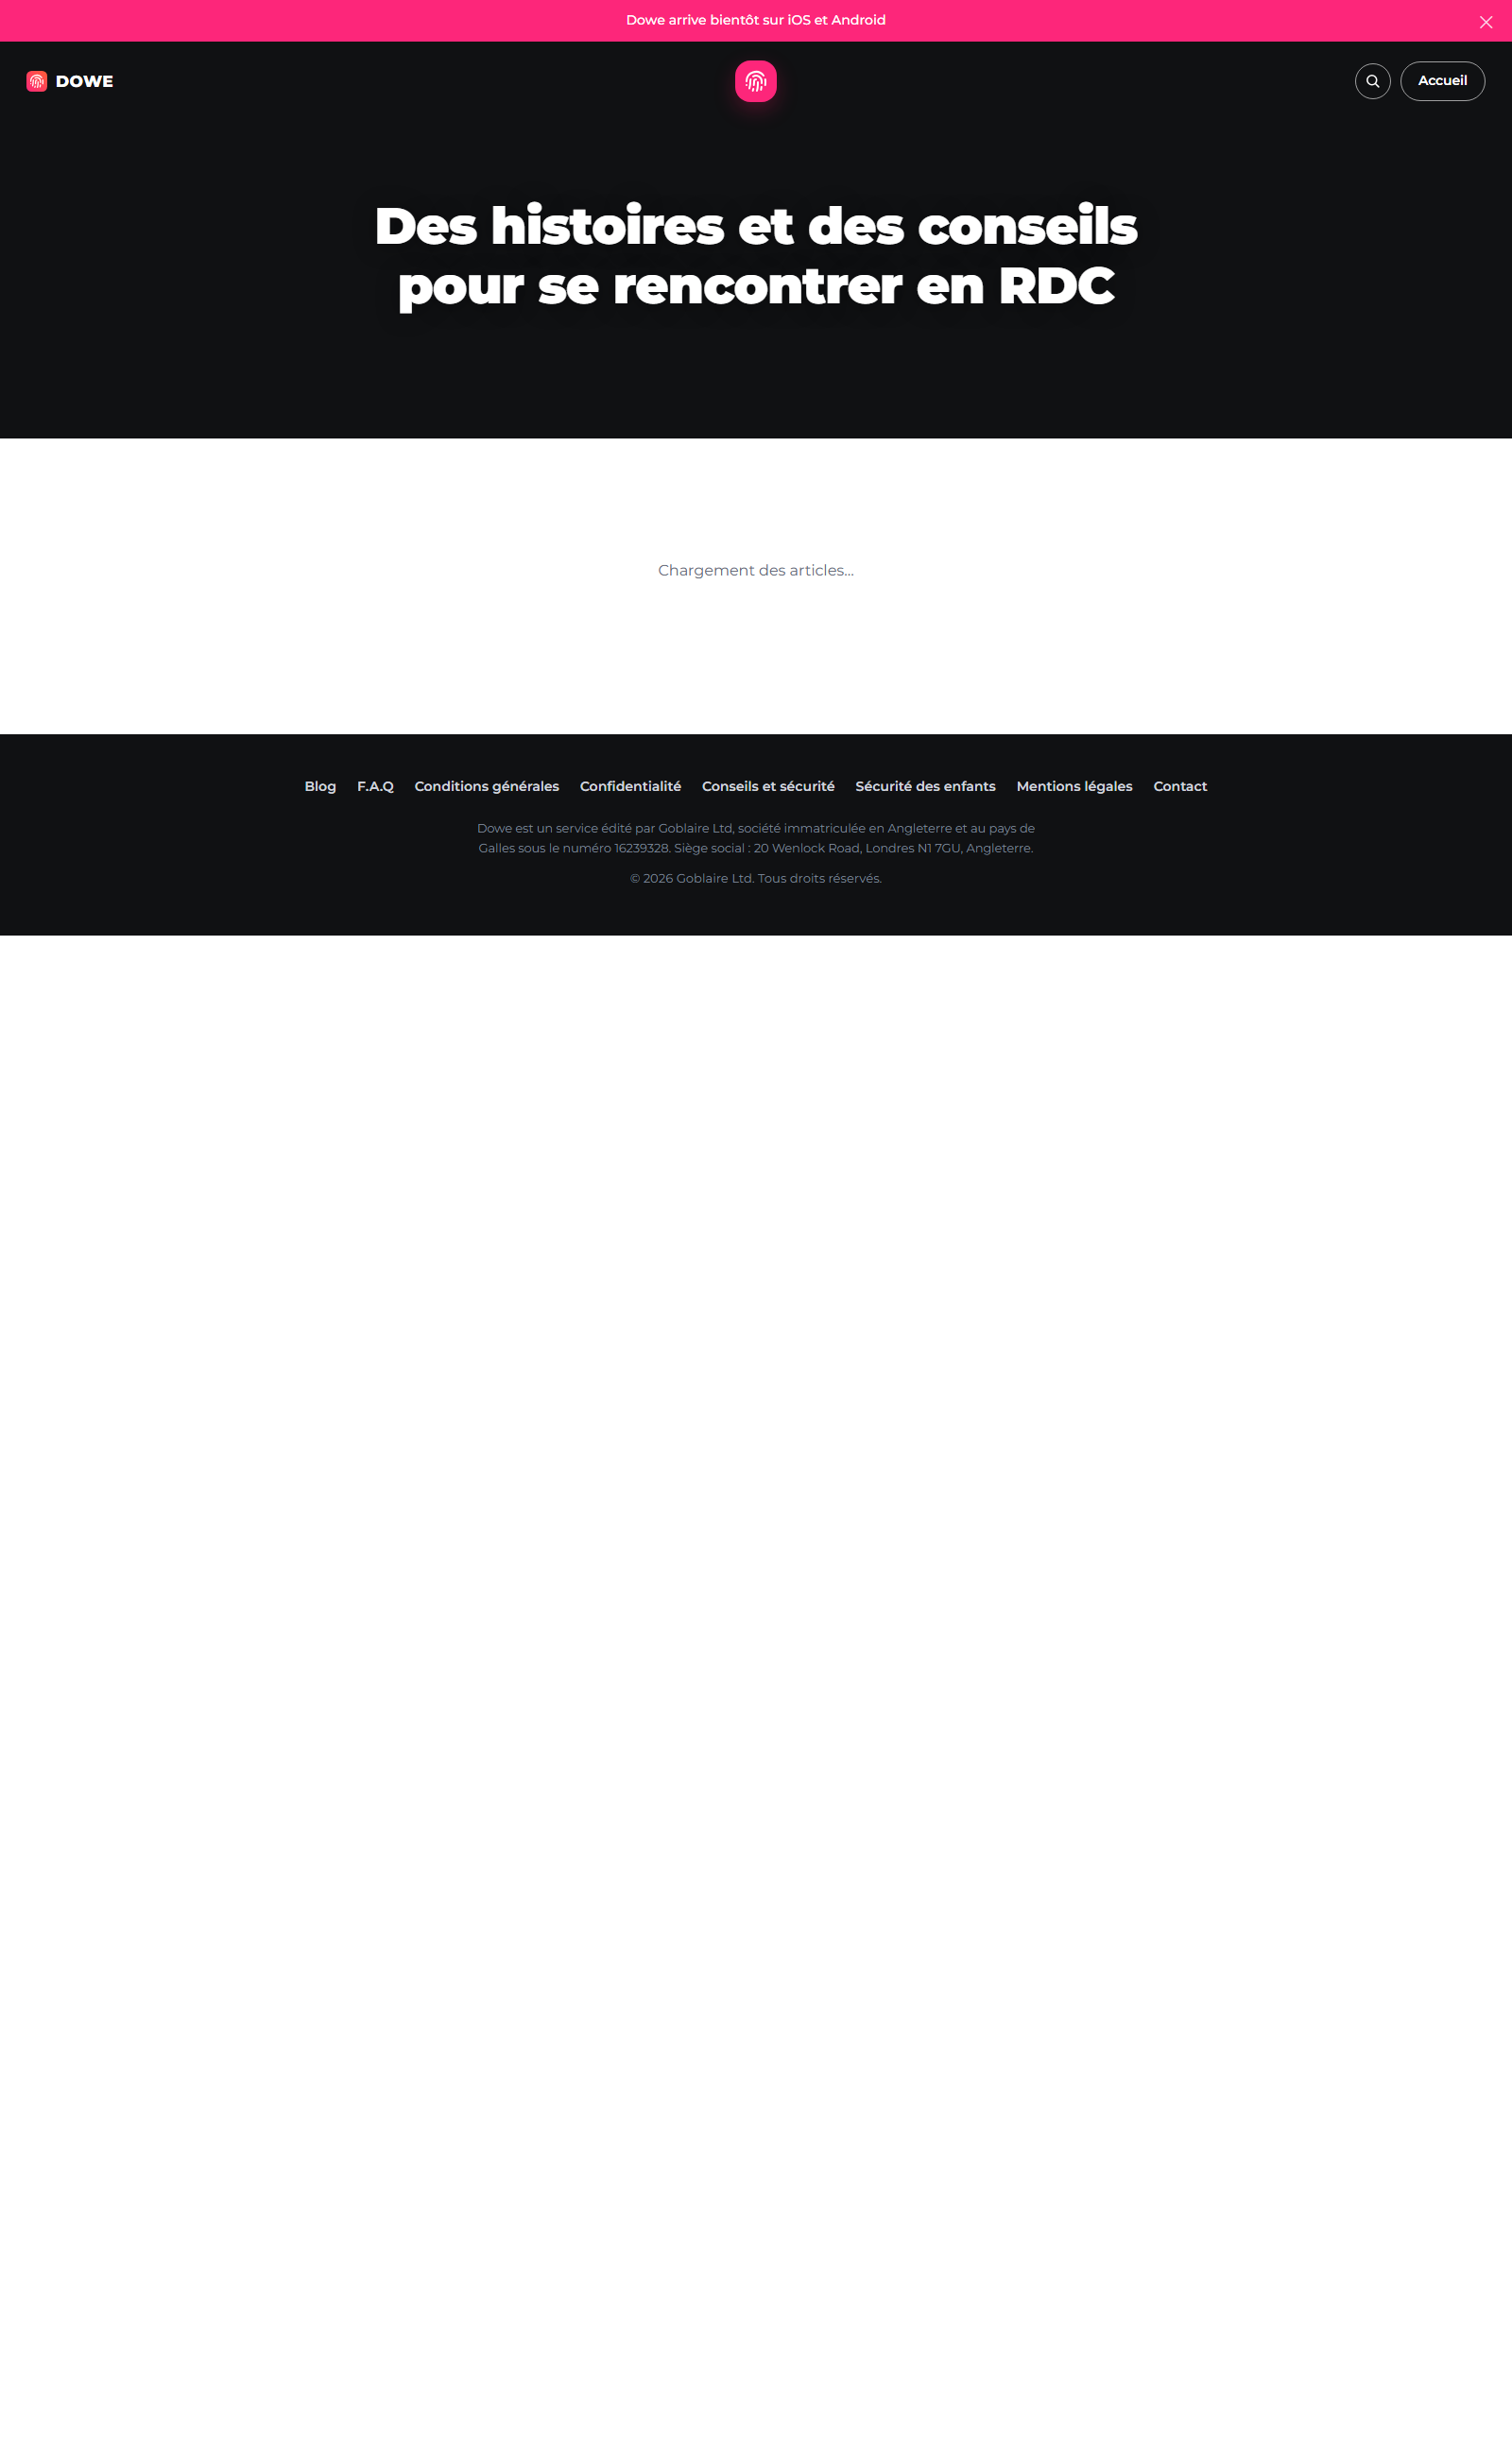 Dowe arrive bientôt sur iOS et Android
DOWE
Accueil
Des histoires et des conseils
pour se rencontrer en RDC
Chargement des articles…
Blog F.A.Q Conditions générales Confidentialité Conseils et sécurité Sécurité des enfants Mentions légales Contact
Dowe est un service édité par Goblaire Ltd, société immatriculée en Angleterre et au pays de
Galles sous le numéro 16239328. Siège social : 20 Wenlock Road, Londres N1 7GU, Angleterre.
© 2026 Goblaire Ltd. Tous droits réservés.